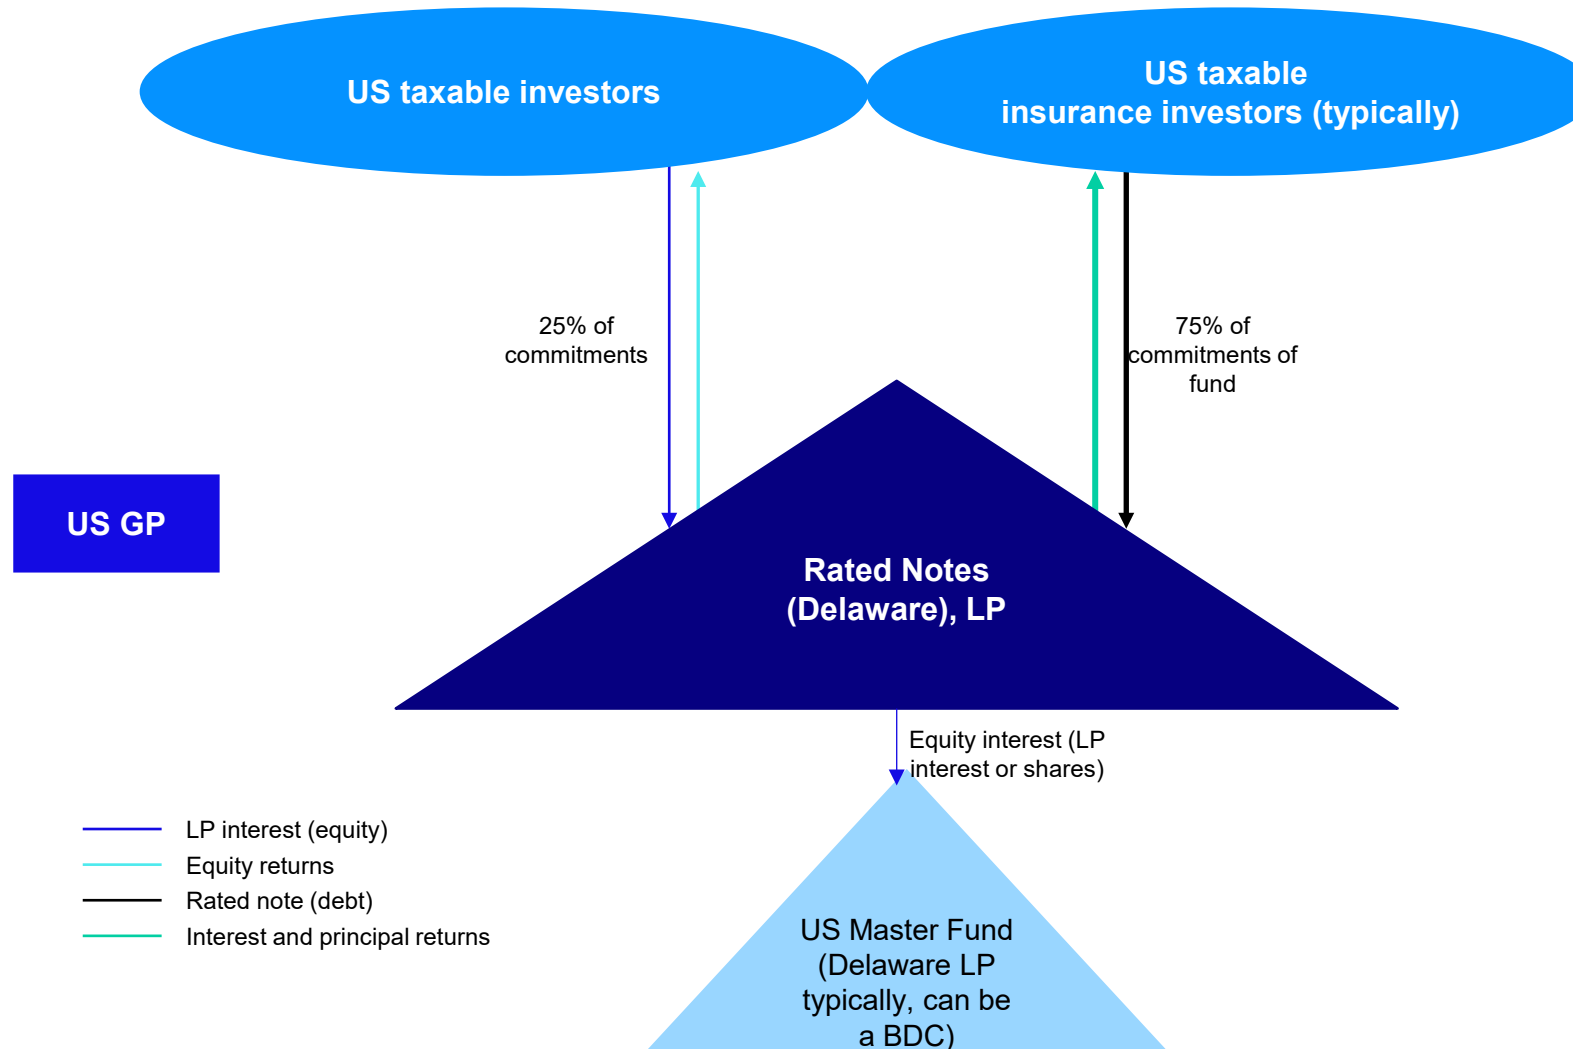 US taxable investors
US taxable
insurance investors (typically)
25% of
commitments
75% of
commitments of
fund
US GP
Rated Notes
(Delaware), LP
Equity interest (LP
interest or shares)
LP interest (equity)
Equity returns
Rated note (debt)
Interest and principal returns
US Master Fund
(Delaware LP
typically, can be
a BDC)